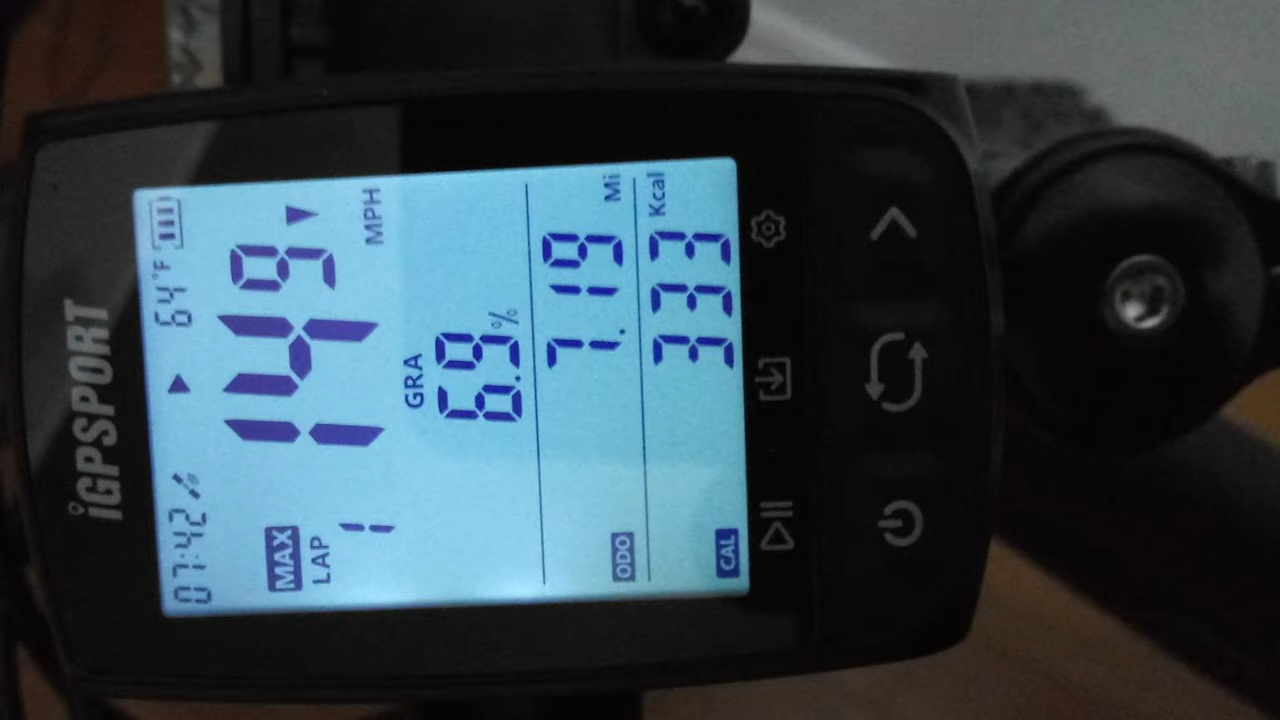 iGPSPORT
07:42 64°F
MAX 149 MPH
LAP
1
GRA
6.9%
ODO 7.19 Mi
CAL 333 Kcal